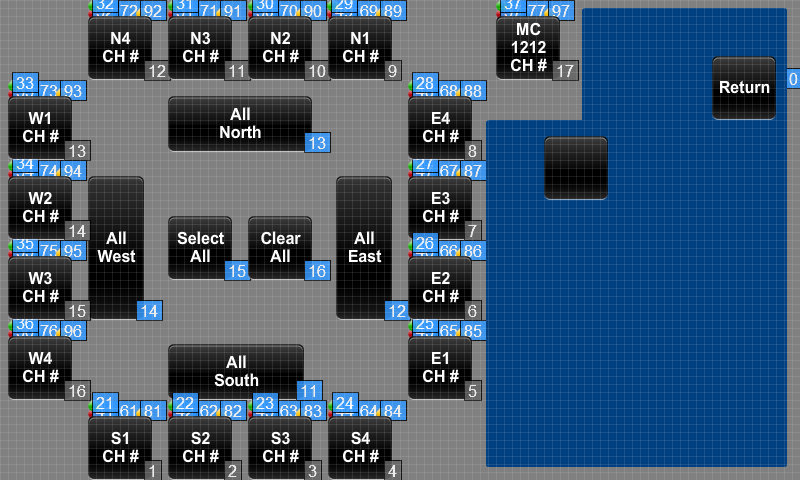 32 72 92 31 71 91 30 70 90 29 69 89 37 77 97
N4 N3 N2 N1 MC
CH # CH # CH # CH # 1212
12 11 10 9 CH #
17
Return 0
33 73 93
W1
CH #
13
All
North
13
28 68 88
E4
CH #
8
34 74 94
W2
CH #
14
27 67 87
E3
CH #
7
All
West
14
Select
All
15
Clear
All
16
All
East
12
35 75 95
W3
CH #
15
26 66 86
E2
CH #
6
36 76 96
W4
CH #
16
All
South
11
25 65 85
E1
CH #
5
21 61 81 22 62 82 23 63 83 24 64 84
S1 S2 S3 S4
CH # CH # CH # CH #
1 2 3 4